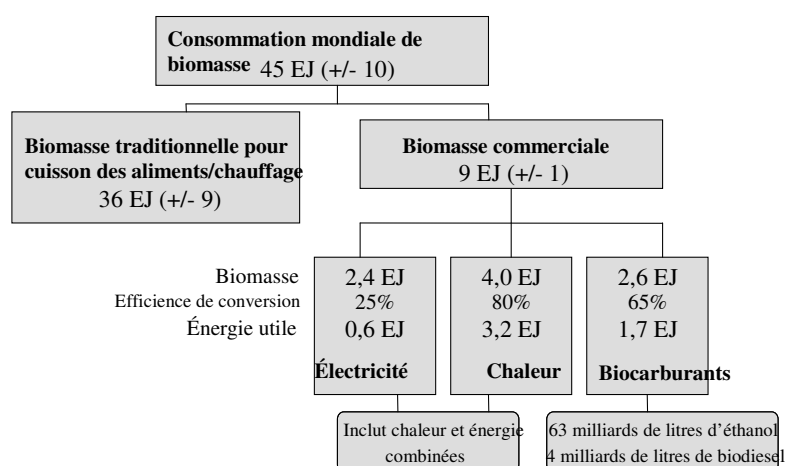 Consommation mondiale de
biomasse 45 EJ (+/- 10)
Biomasse traditionnelle pour
cuisson des aliments/chauffage
36 EJ (+/- 9)
Biomasse commerciale
9 EJ (+/- 1)
Biomasse 2,4 EJ 4,0 EJ 2,6 EJ
Efficience de conversion 25% 80% 65%
Énergie utile 0,6 EJ 3,2 EJ 1,7 EJ
Électricité Chaleur Biocarburants
Inclut chaleur et énergie
combinées
63 milliards de litres d'éthanol
4 milliards de litres de biodiesel